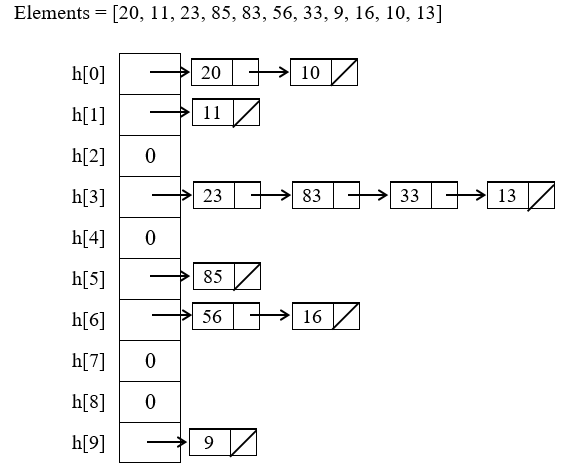 Elements = [20, 11, 23, 85, 83, 56, 33, 9, 16, 10, 13]
h[0] 20 10
h[1] 11
h[2] 0
h[3] 23 83 33 13
h[4] 0
h[5] 85
h[6] 56 16
h[7] 0
h[8] 0
h[9] 9